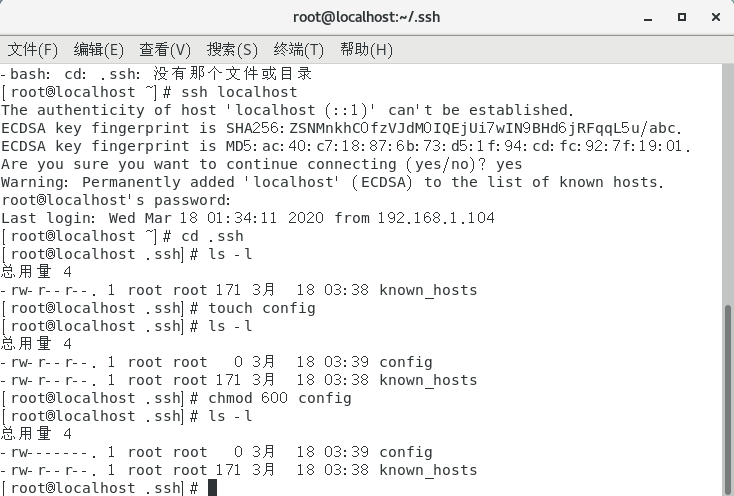 root@localhost:~/.ssh
文件(F) 编辑(E) 查看(V) 搜索(S) 终端(T) 帮助(H)
-bash: cd: .ssh: 没有那个文件或目录
[root@localhost ~]# ssh localhost
The authenticity of host 'localhost (::1)' can't be established.
ECDSA key fingerprint is SHA256:ZSNMnkhC0fzVJdM0IQEjUi7wIN9BHd6jRFqqL5u/abc.
ECDSA key fingerprint is MD5:ac:40:c7:18:87:6b:73:d5:1f:94:cd:fc:92:7f:19:01.
Are you sure you want to continue connecting (yes/no)? yes
Warning: Permanently added 'localhost' (ECDSA) to the list of known hosts.
root@localhost's password:
Last login: Wed Mar 18 01:34:11 2020 from 192.168.1.104
[root@localhost ~]# cd .ssh
[root@localhost .ssh]# ls -l
总用量 4
-rw-r--r--. 1 root root 171 3月  18 03:38 known_hosts
[root@localhost .ssh]# touch config
[root@localhost .ssh]# ls -l
总用量 4
-rw-r--r--. 1 root root   0 3月  18 03:39 config
-rw-r--r--. 1 root root 171 3月  18 03:38 known_hosts
[root@localhost .ssh]# chmod 600 config
[root@localhost .ssh]# ls -l
总用量 4
-rw-------. 1 root root   0 3月  18 03:39 config
-rw-r--r--. 1 root root 171 3月  18 03:38 known_hosts
[root@localhost .ssh]#